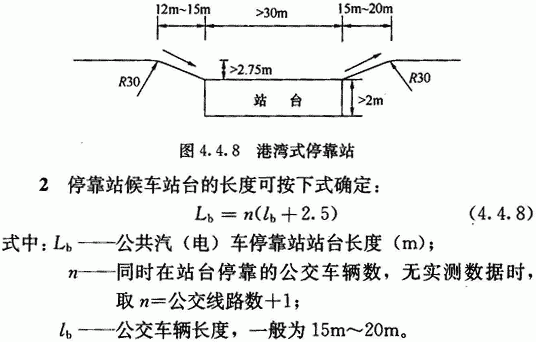 12m~15m >30m 15m~20m
>2.75m
R30 R30
站 台 >2m
图 4.4.8 港湾式停靠站
2 停靠站候车站台的长度可按下式确定：
L_b = n(l_b + 2.5) (4.4.8)
式中：L_b——公共汽（电）车停靠站站台长度（m）；
n——同时在站台停靠的公交车辆数，无实测数据时，
取 n＝公交线路数+1；
l_b——公交车辆长度，一般为 15m~20m。